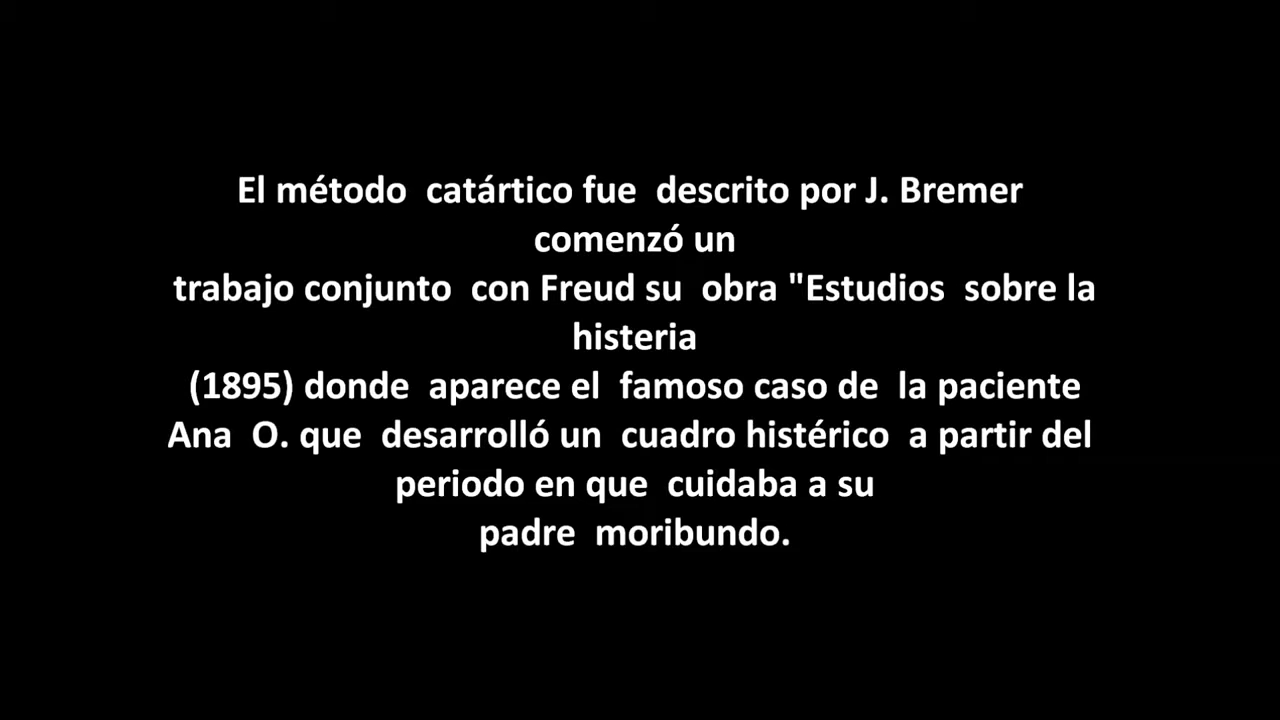 El método catártico fue descrito por J. Bremer
comenzó un
trabajo conjunto con Freud su obra "Estudios sobre la
histeria
(1895) donde aparece el famoso caso de la paciente
Ana O. que desarrolló un cuadro histérico a partir del
periodo en que cuidaba a su
padre moribundo.